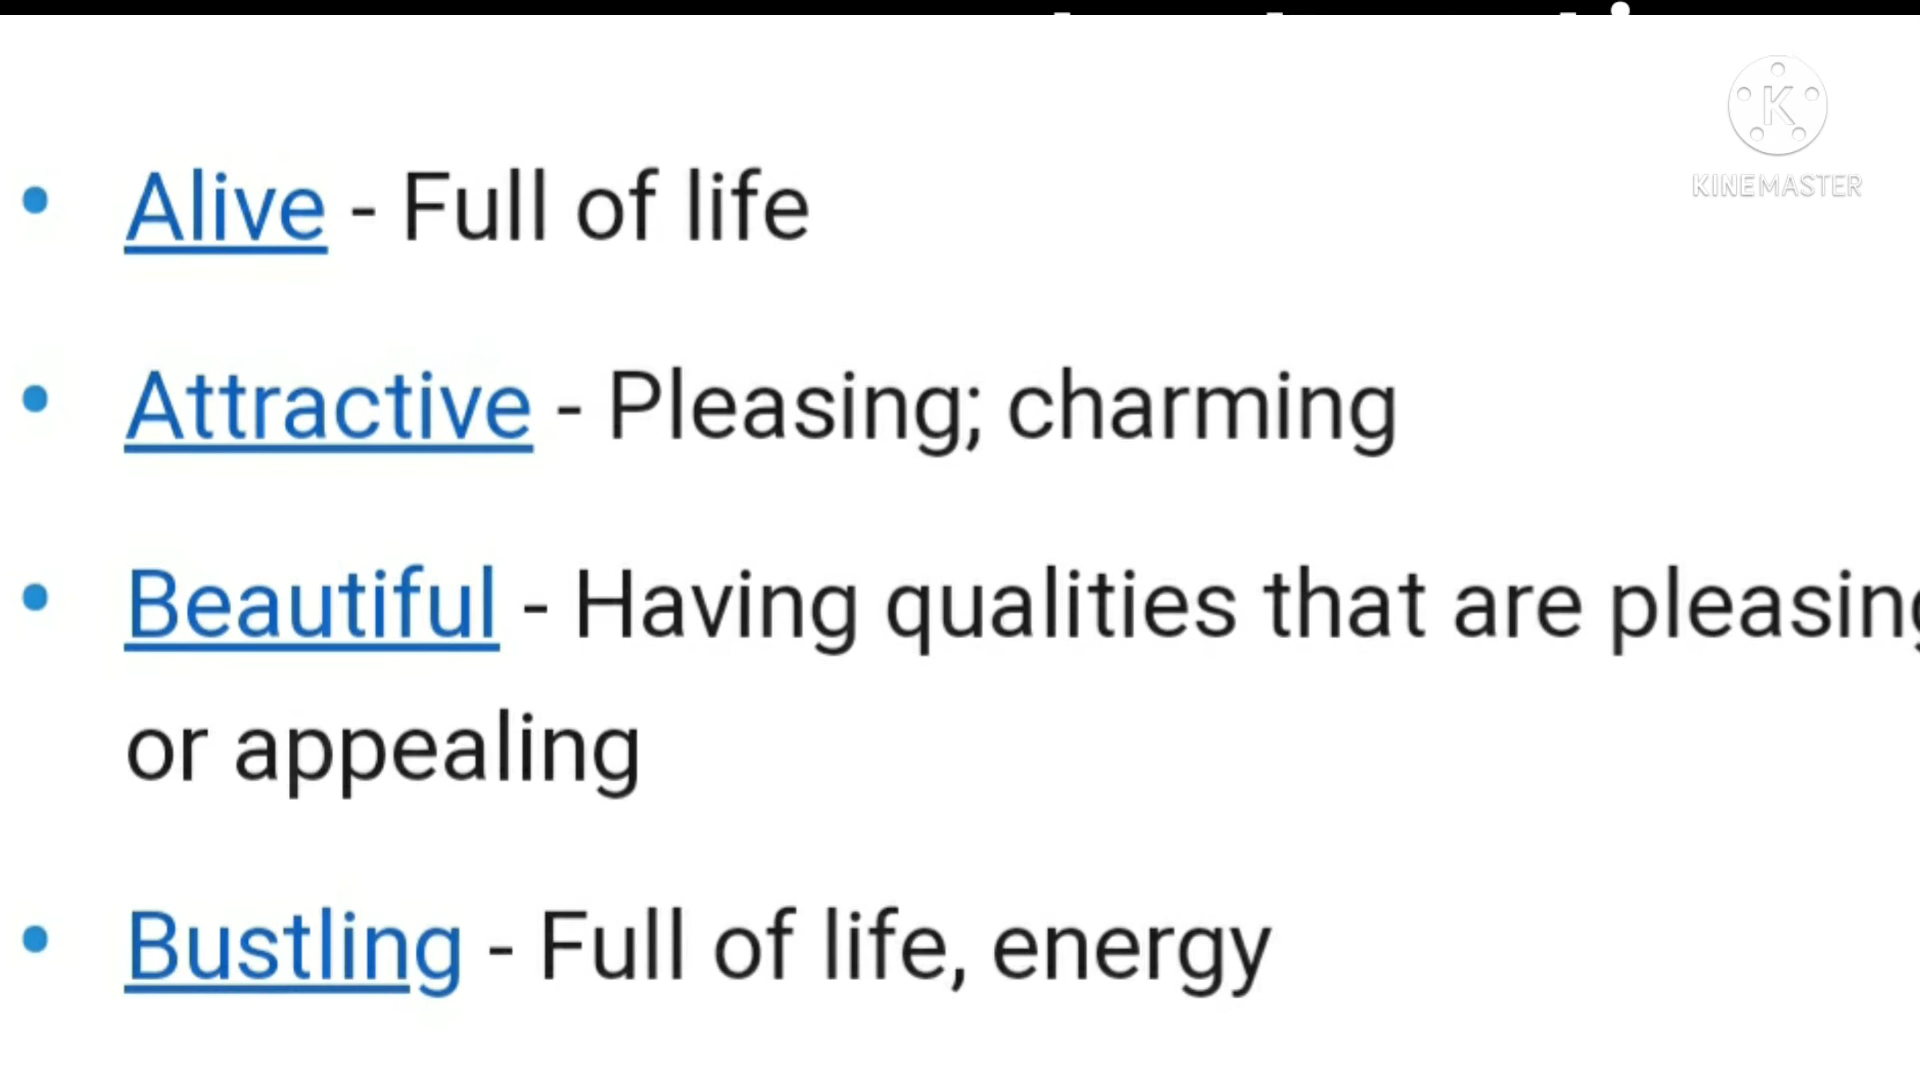 K
KINEMASTER
• Alive - Full of life
• Attractive - Pleasing; charming
• Beautiful - Having qualities that are pleasing
or appealing
• Bustling - Full of life, energy